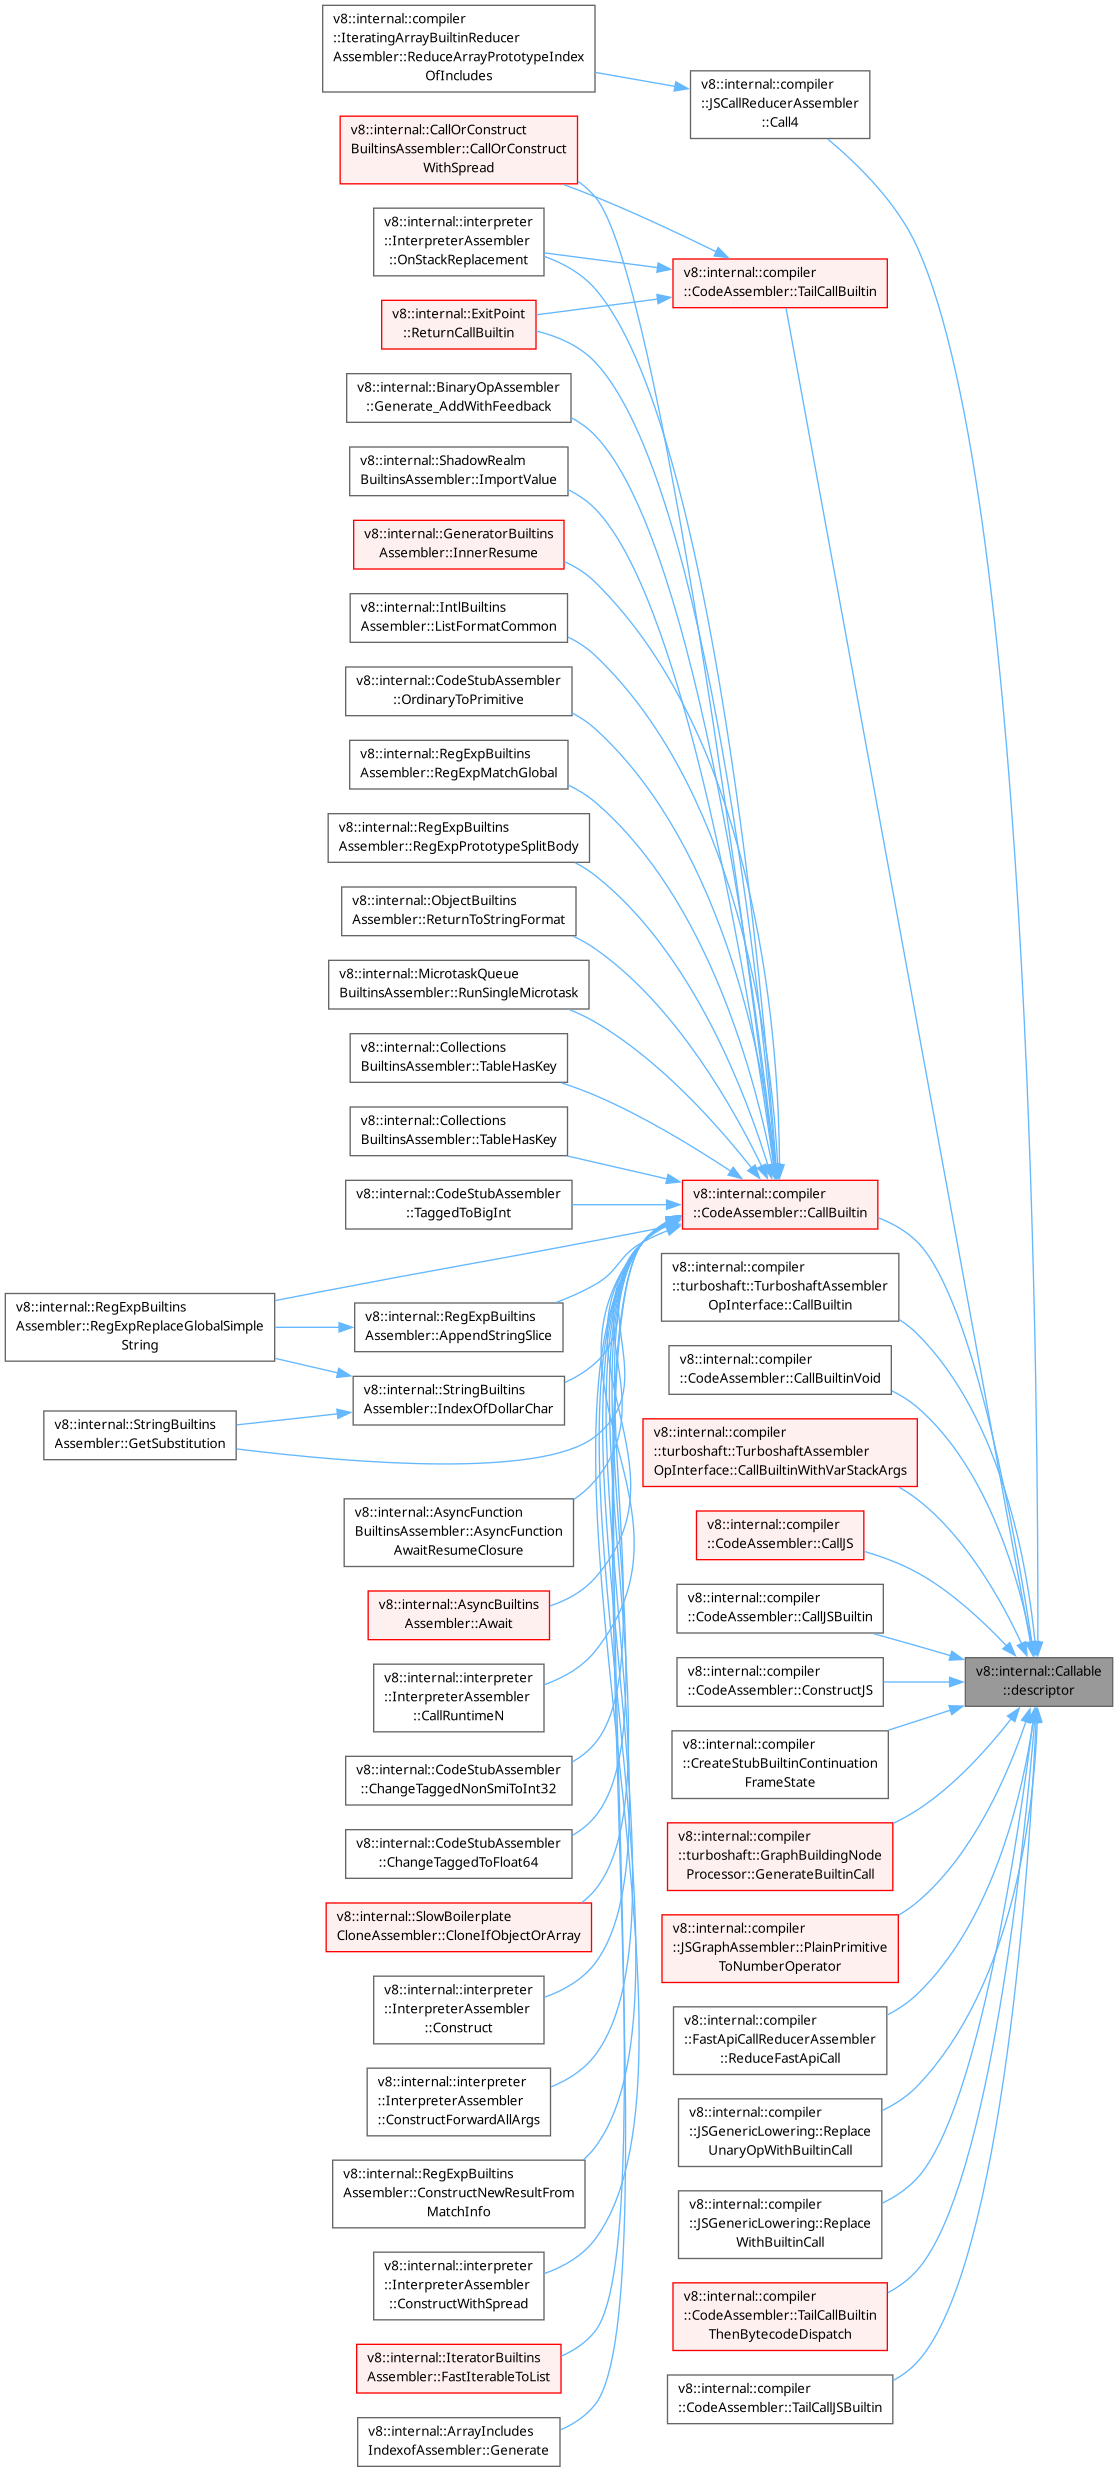 v8::internal::compiler
::IteratingArrayBuiltinReducer
Assembler::ReduceArrayPrototypeIndex
OfIncludes
v8::internal::compiler
::JSCallReducerAssembler
::Call4
v8::internal::CallOrConstruct
BuiltinsAssembler::CallOrConstruct
WithSpread
v8::internal::interpreter
::InterpreterAssembler
::OnStackReplacement
v8::internal::compiler
::CodeAssembler::TailCallBuiltin
v8::internal::ExitPoint
::ReturnCallBuiltin
v8::internal::BinaryOpAssembler
::Generate_AddWithFeedback
v8::internal::ShadowRealm
BuiltinsAssembler::ImportValue
v8::internal::GeneratorBuiltins
Assembler::InnerResume
v8::internal::IntlBuiltins
Assembler::ListFormatCommon
v8::internal::CodeStubAssembler
::OrdinaryToPrimitive
v8::internal::RegExpBuiltins
Assembler::RegExpMatchGlobal
v8::internal::RegExpBuiltins
Assembler::RegExpPrototypeSplitBody
v8::internal::ObjectBuiltins
Assembler::ReturnToStringFormat
v8::internal::MicrotaskQueue
BuiltinsAssembler::RunSingleMicrotask
v8::internal::Collections
BuiltinsAssembler::TableHasKey
v8::internal::Collections
BuiltinsAssembler::TableHasKey
v8::internal::CodeStubAssembler
::TaggedToBigInt
v8::internal::compiler
::CodeAssembler::CallBuiltin
v8::internal::RegExpBuiltins
Assembler::RegExpReplaceGlobalSimple
String
v8::internal::RegExpBuiltins
Assembler::AppendStringSlice
v8::internal::compiler
::turboshaft::TurboshaftAssembler
OpInterface::CallBuiltin
v8::internal::StringBuiltins
Assembler::IndexOfDollarChar
v8::internal::compiler
::CodeAssembler::CallBuiltinVoid
v8::internal::StringBuiltins
Assembler::GetSubstitution
v8::internal::compiler
::turboshaft::TurboshaftAssembler
OpInterface::CallBuiltinWithVarStackArgs
v8::internal::AsyncFunction
BuiltinsAssembler::AsyncFunction
AwaitResumeClosure
v8::internal::compiler
::CodeAssembler::CallJS
v8::internal::AsyncBuiltins
Assembler::Await
v8::internal::compiler
::CodeAssembler::CallJSBuiltin
v8::internal::interpreter
::InterpreterAssembler
::CallRuntimeN
v8::internal::compiler
::CodeAssembler::ConstructJS
v8::internal::Callable
::descriptor
v8::internal::CodeStubAssembler
::ChangeTaggedNonSmiToInt32
v8::internal::compiler
::CreateStubBuiltinContinuation
FrameState
v8::internal::CodeStubAssembler
::ChangeTaggedToFloat64
v8::internal::compiler
::turboshaft::GraphBuildingNode
Processor::GenerateBuiltinCall
v8::internal::SlowBoilerplate
CloneAssembler::CloneIfObjectOrArray
v8::internal::compiler
::JSGraphAssembler::PlainPrimitive
ToNumberOperator
v8::internal::interpreter
::InterpreterAssembler
::Construct
v8::internal::compiler
::FastApiCallReducerAssembler
::ReduceFastApiCall
v8::internal::interpreter
::InterpreterAssembler
::ConstructForwardAllArgs
v8::internal::compiler
::JSGenericLowering::Replace
UnaryOpWithBuiltinCall
v8::internal::RegExpBuiltins
Assembler::ConstructNewResultFrom
MatchInfo
v8::internal::compiler
::JSGenericLowering::Replace
WithBuiltinCall
v8::internal::interpreter
::InterpreterAssembler
::ConstructWithSpread
v8::internal::compiler
::CodeAssembler::TailCallBuiltin
ThenBytecodeDispatch
v8::internal::IteratorBuiltins
Assembler::FastIterableToList
v8::internal::compiler
::CodeAssembler::TailCallJSBuiltin
v8::internal::ArrayIncludes
IndexofAssembler::Generate